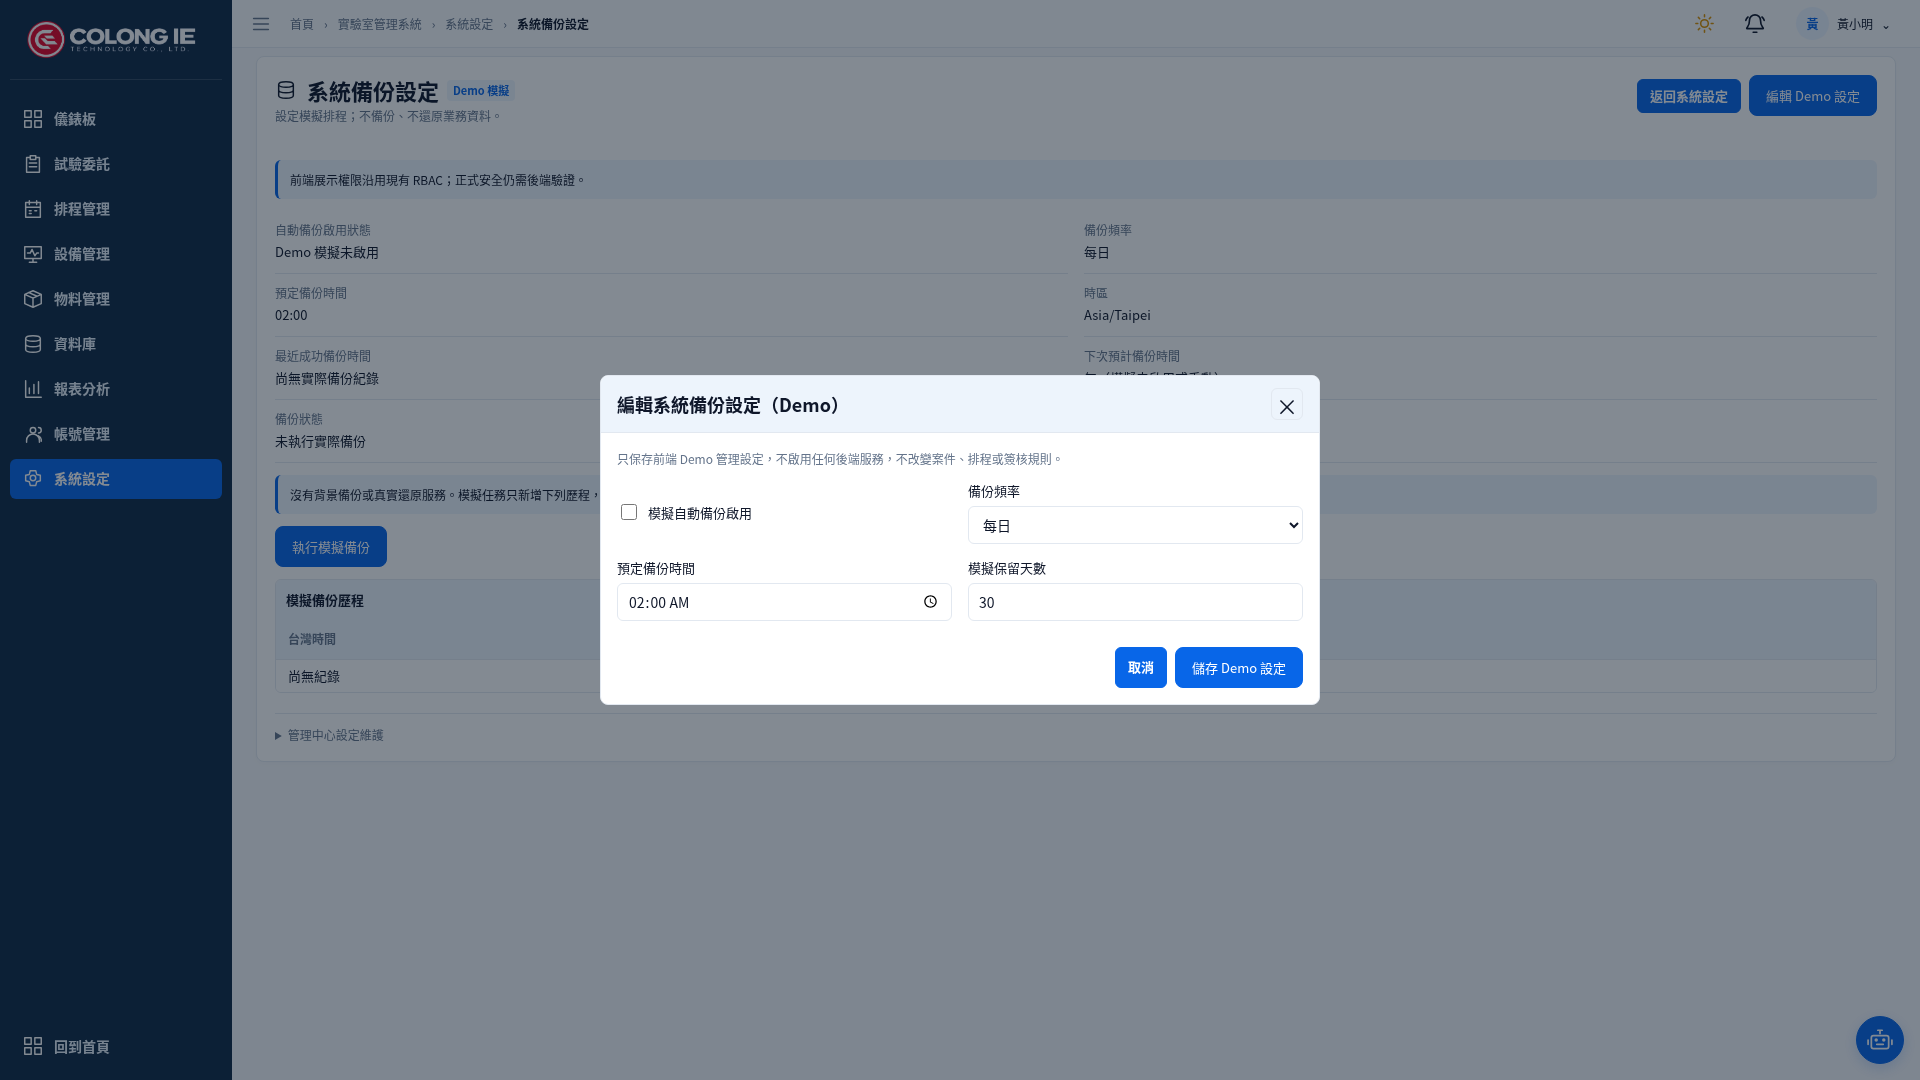 COLONG IE
TECHNOLOGY CO., LTD.
儀錶板
試驗委託
排程管理
設備管理
物料管理
資料庫
報表分析
帳號管理
系統設定
回到首頁
首頁 › 實驗室管理系統 › 系統設定 › 系統備份設定
黃 黃小明
系統備份設定 Demo 模擬
設定模擬排程；不備份、不還原業務資料。
返回系統設定 編輯 Demo 設定
前端展示權限沿用現有 RBAC；正式安全仍需後端驗證。
自動備份啟用狀態
Demo 模擬未啟用
備份頻率
每日
預定備份時間
02:00
時區
Asia/Taipei
最近成功備份時間
尚無實際備份紀錄
下次預計備份時間
備份狀態
未執行實際備份
沒有背景備份或真實還原服務。模擬任務只新增下列歷程，
執行模擬備份
模擬備份歷程
台灣時間
尚無紀錄
管理中心設定維護
編輯系統備份設定（Demo）
只保存前端 Demo 管理設定，不啟用任何後端服務，不改變案件、排程或簽核規則。
模擬自動備份啟用
備份頻率
每日
預定備份時間
02:00 AM
模擬保留天數
30
取消 儲存 Demo 設定